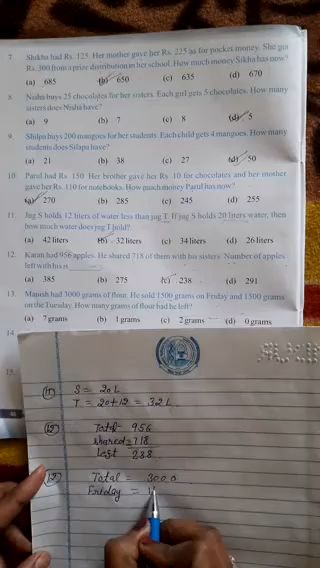 7. Shikha had Rs. 125. Her mother gave her Rs. 225 as for pocket money. She got
Rs. 300 from a prize distribution in her school. How much money Sikha has now?
(a) 685 (b) 650 (c) 635 (d) 670
8. Nisha buys 25 chocolates for her sisters. Each girl gets 5 chocolates. How many
sisters does Nisha have?
(a) 9 (b) 7 (c) 8 (d) 5
9. Shilpa buys 200 mangoes for her students. Each child gets 4 mangoes. How many
students does Silapa have?
(a) 21 (b) 38 (c) 27 (d) 50
10. Parul had Rs. 150. Her brother gave her Rs. 10 for chocolates and her mother
gave her Rs. 110 for notebooks. How much money Parul has now?
(a) 270 (b) 285 (c) 245 (d) 255
11. Jug S holds 12 liters of water less than jug T. If jug S holds 20 liters water, then
how much water does jug T hold?
(a) 42 liters (b) 32 liters (c) 34 liters (d) 26 liters
12. Karan had 956 apples. He shared 718 of them with his sisters. Number of apples
left with his is
(a) 385 (b) 275 (c) 238 (d) 291
13. Manish had 3000 grams of flour. He sold 1500 grams on Friday and 1500 grams
on the Tuesday. How many grams of flour had be left?
(a) 7 grams (b) 1 grams (c) 2 grams (d) 0 grams
14.
15.
(11) S = 20 L
T = 20+12 = 32 L
(12) Total = 956
shared = 718
Left 238
Total = 3000
Friday =